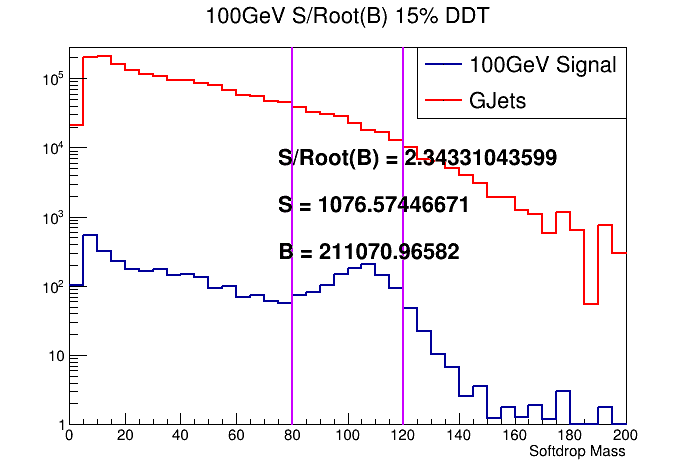 100GeV S/Root(B) 15% DDT
100GeV Signal
GJets
S/Root(B) = 2.34331043599
S = 1076.57446671
B = 211070.96582
10^5
10^4
10^3
10^2
10
1
0 20 40 60 80 100 120 140 160 180 200
Softdrop Mass